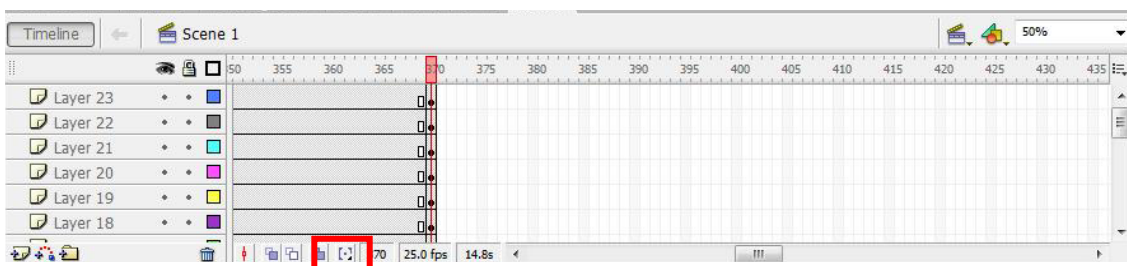 Timeline Scene 1 50%
50 355 360 365 370 375 380 385 390 395 400 405 410 415 420 425 430 435
Layer 23
Layer 22
Layer 21
Layer 20
Layer 19
Layer 18
70 25.0 fps 14.8s